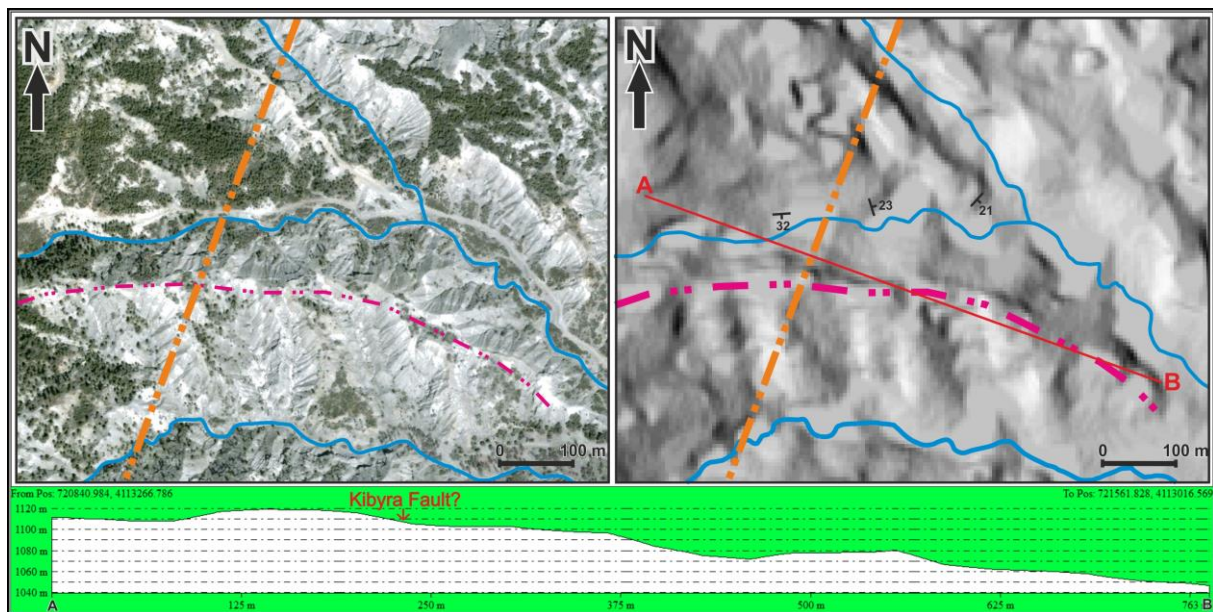 N
0 100 m
N
A
32
23
21
B
0 100 m
From Pos: 720840.984, 4113266.786
To Pos: 721561.828, 4113016.569
Kibyra Fault?
1120 m
1100 m
1080 m
1060 m
1040 m
A
125 m
250 m
375 m
500 m
625 m
763 m
B